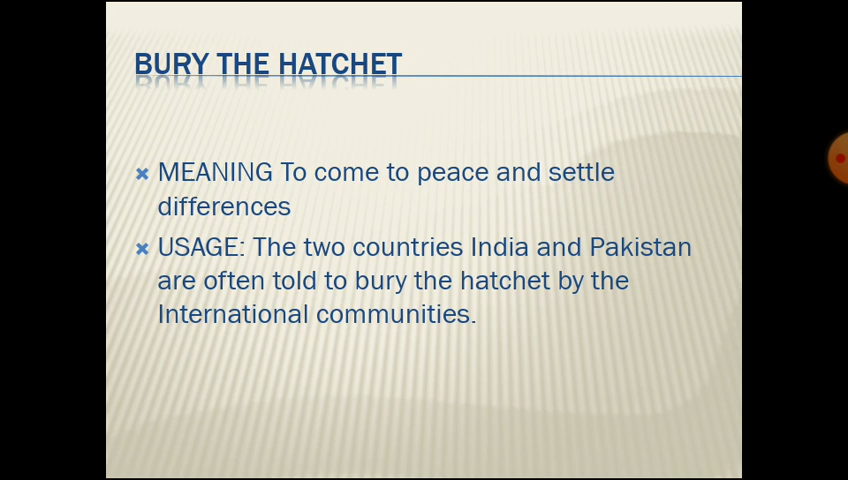 BURY THE HATCHET
MEANING To come to peace and settle
differences
USAGE: The two countries India and Pakistan
are often told to bury the hatchet by the
International communities.